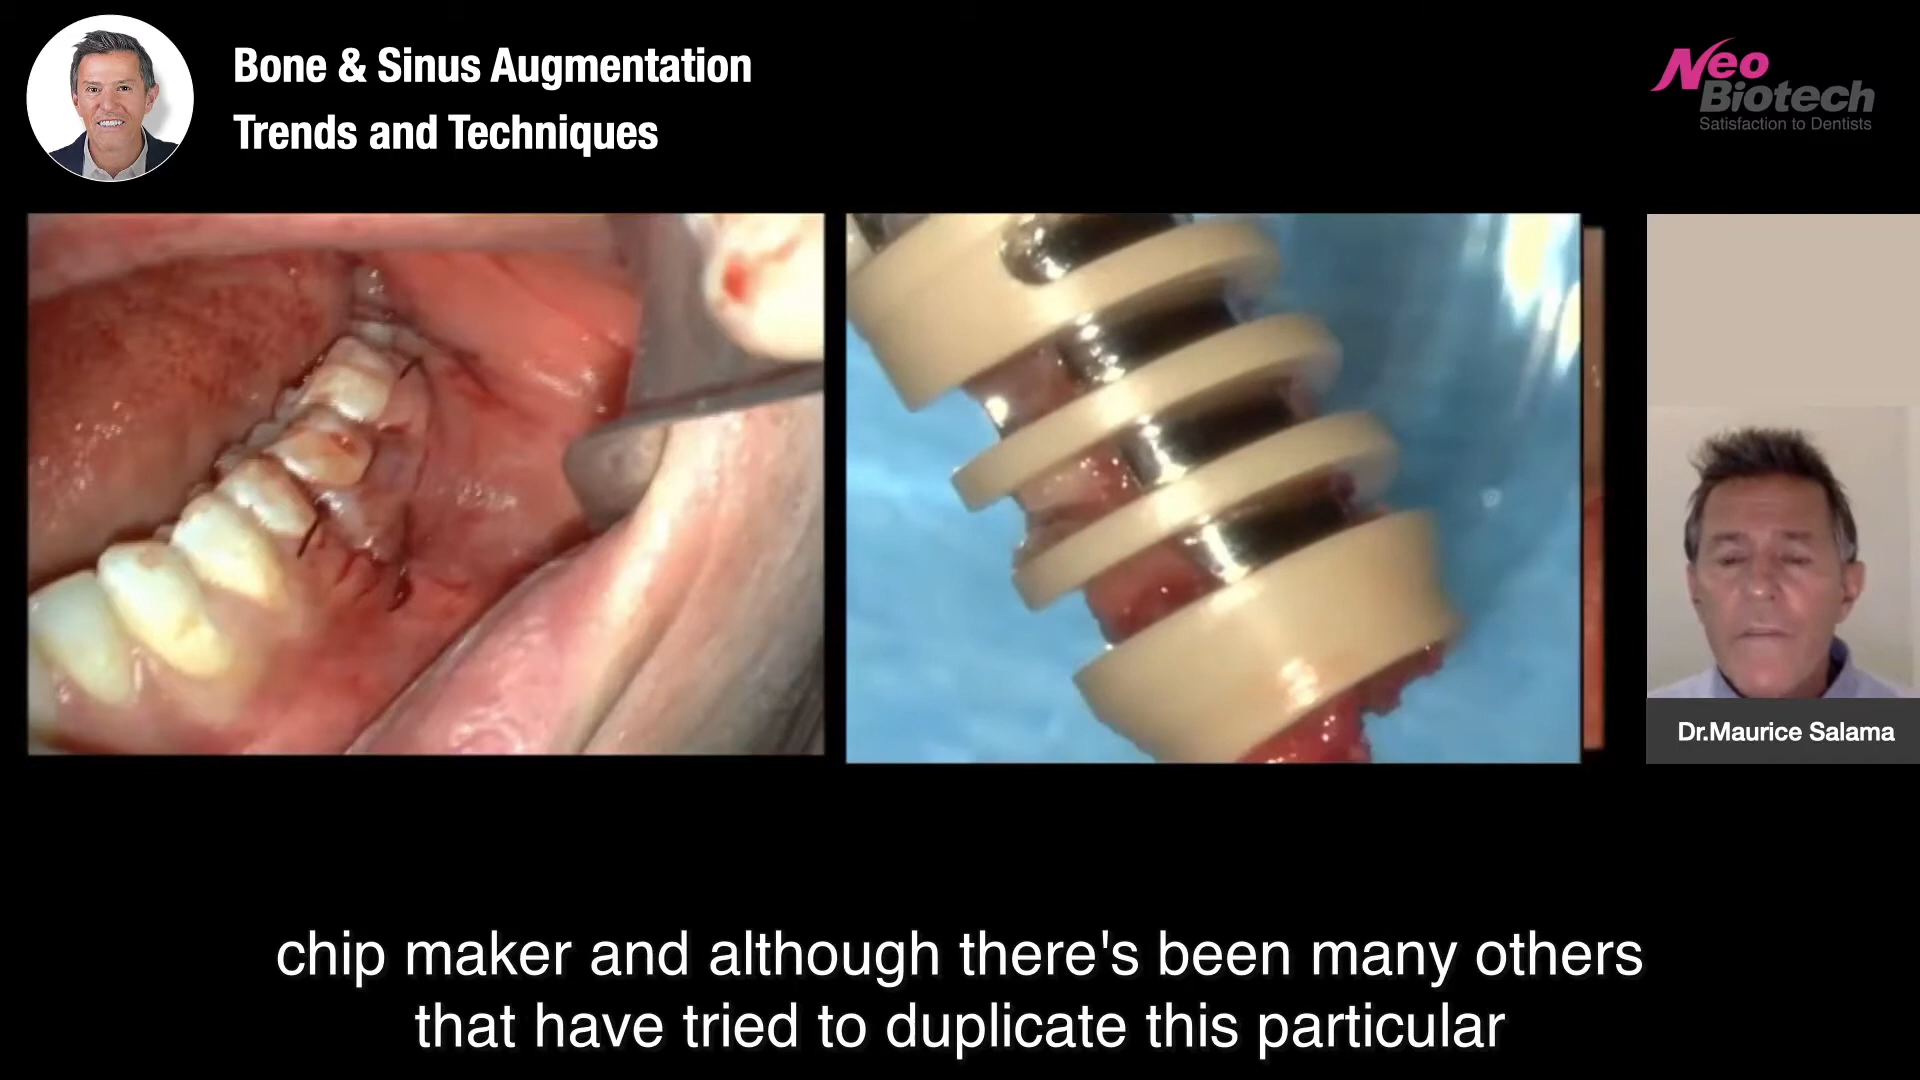 Bone & Sinus Augmentation
Trends and Techniques
Neo
Biotech
Satisfaction to Dentists
Dr.Maurice Salama
chip maker and although there's been many others
that have tried to duplicate this particular